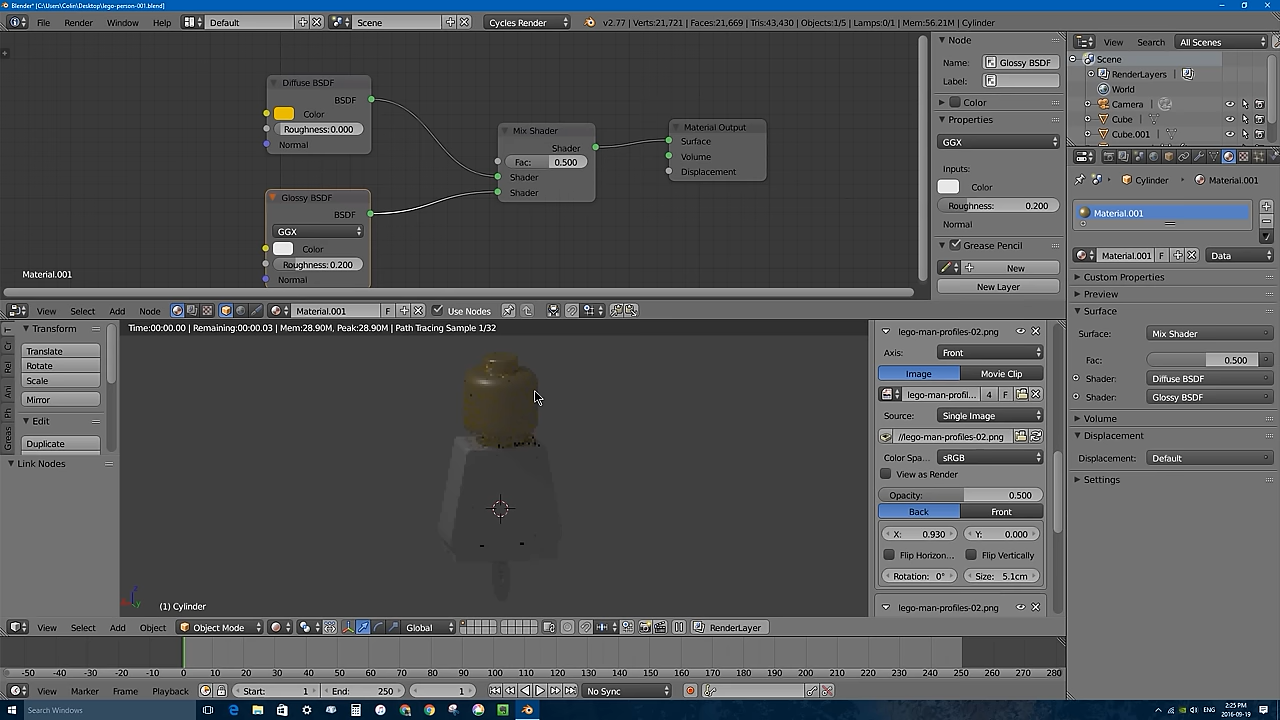 Blender* [C:\Users\Colin\Desktop\lego-person-001.blend]
File Render Window Help Default Scene Cycles Render v2.77 | Verts:21,721 | Faces:21,669 | Tris:43,430 | Objects:1/5 | Lamps:0/1 | Mem:56.21M | Cylinder
Diffuse BSDF
BSDF
Color
Roughness:0.000
Normal
Glossy BSDF
BSDF
GGX
Color
Roughness: 0.200
Normal
Mix Shader
Shader
Fac: 0.500
Shader
Shader
Material Output
Surface
Volume
Displacement
Material.001
Node
Name: Glossy BSDF
Label:
Color
Properties
GGX
Inputs:
Color
Roughness: 0.200
Normal
Grease Pencil
New
New Layer
View Search All Scenes
Scene
RenderLayers
World
Camera
Cube
Cube.001
Cylinder Material.001
Material.001
Material.001 F Data
Custom Properties
Preview
Surface
Surface: Mix Shader
Fac: 0.500
Shader: Diffuse BSDF
Shader: Glossy BSDF
Volume
Displacement
Displacement: Default
Settings
View Select Add Node Material.001 F Use Nodes
Transform
Translate
Rotate
Scale
Mirror
Edit
Duplicate
Link Nodes
Cr
Rel
Ani
Ph
Greas
Time:00:00.00 | Remaining:00:00.03 | Mem:28.90M, Peak:28.90M | Path Tracing Sample 1/32
(1) Cylinder
lego-man-profiles-02.png
Axis: Front
Image Movie Clip
lego-man-profil... 4 F
Source: Single Image
//lego-man-profiles-02.png
Color Spa... sRGB
View as Render
Opacity: 0.500
Back Front
X: 0.930 Y: 0.000
Flip Horizon... Flip Vertically
Rotation: 0° Size: 5.1cm
lego-man-profiles-02.png
View Select Add Object Object Mode Global RenderLayer
-50 -40 -30 -20 -10 0 10 20 30 40 50 60 70 80 90 100 110 120 130 140 150 160 170 180 190 200 210 220 230 240 250 260 270 280
View Marker Frame Playback Start: 1 End: 250 1 No Sync
Search Windows ENG 2:25 PM
2016-09-19